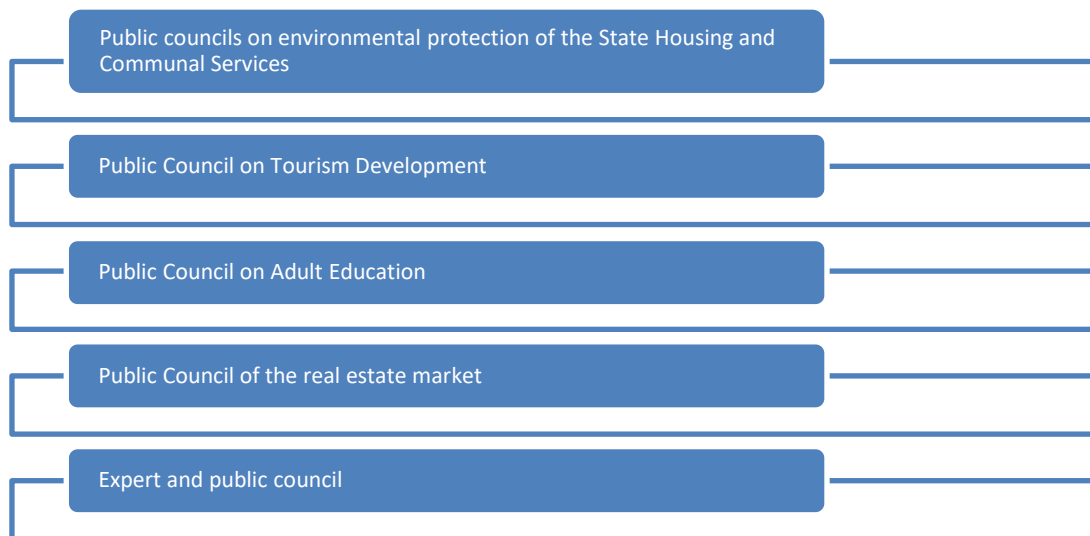 Public councils on environmental protection of the State Housing and
Communal Services
Public Council on Tourism Development
Public Council on Adult Education
Public Council of the real estate market
Expert and public council